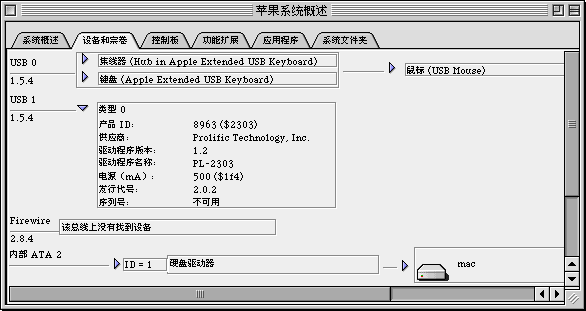 苹果系统概述
系统概述 设备和宗卷 控制板 功能扩展 应用程序 系统文件夹
USB 0
1.5.4
集线器 (Hub in Apple Extended USB Keyboard)
键盘 (Apple Extended USB Keyboard)
鼠标 (USB Mouse)
USB 1
1.5.4
类型 0
产品 ID: 8963 ($2303)
供应商: Prolific Technology, Inc.
驱动程序版本: 1.2
驱动程序名称: PL-2303
电源（mA）: 500 ($1f4)
发行代号: 2.0.2
序列号: 不可用
Firewire
2.8.4
该总线上没有找到设备
内部 ATA 2
ID = 1
硬盘驱动器
mac